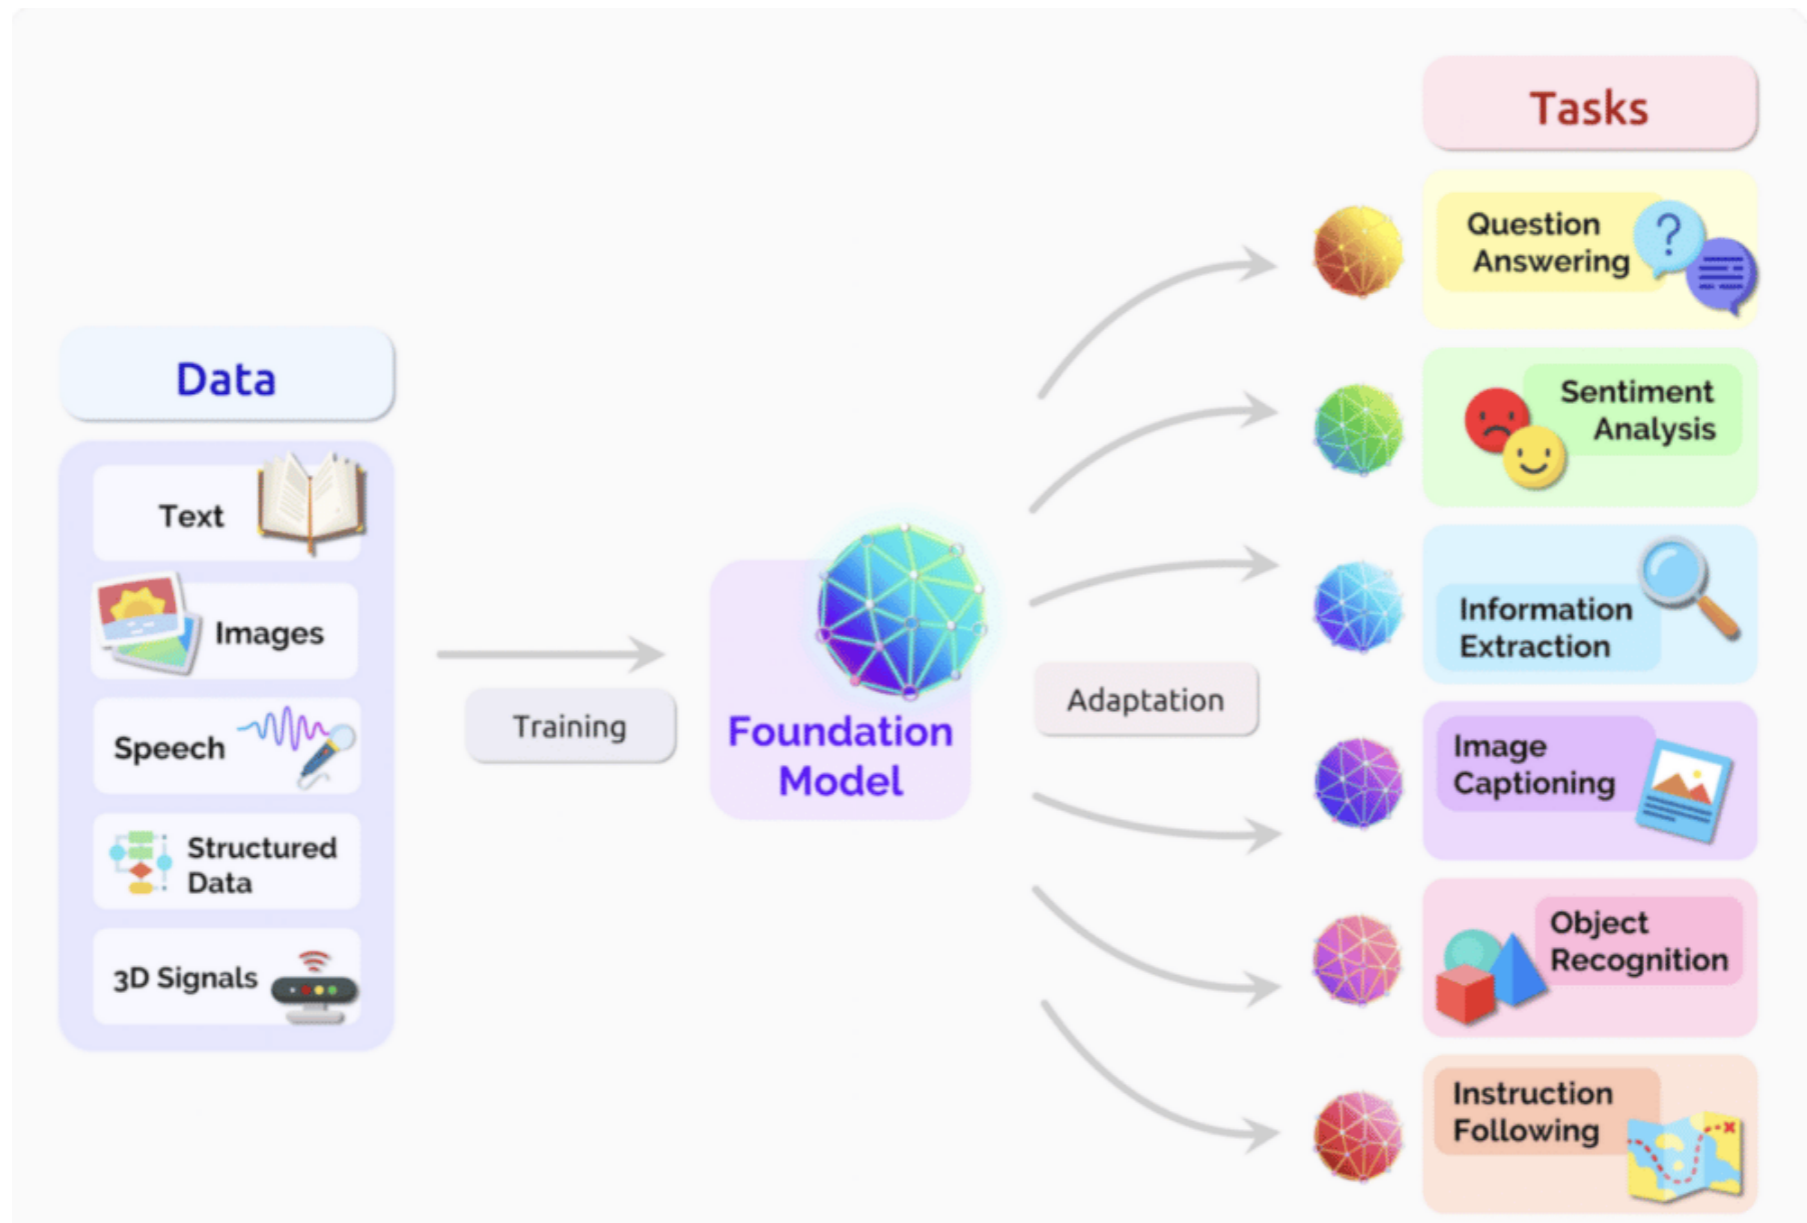 Data
Text
Images
Speech
Structured
Data
3D Signals
Training
Foundation
Model
Adaptation
Tasks
Question
Answering
?
Sentiment
Analysis
Information
Extraction
Image
Captioning
Object
Recognition
Instruction
Following